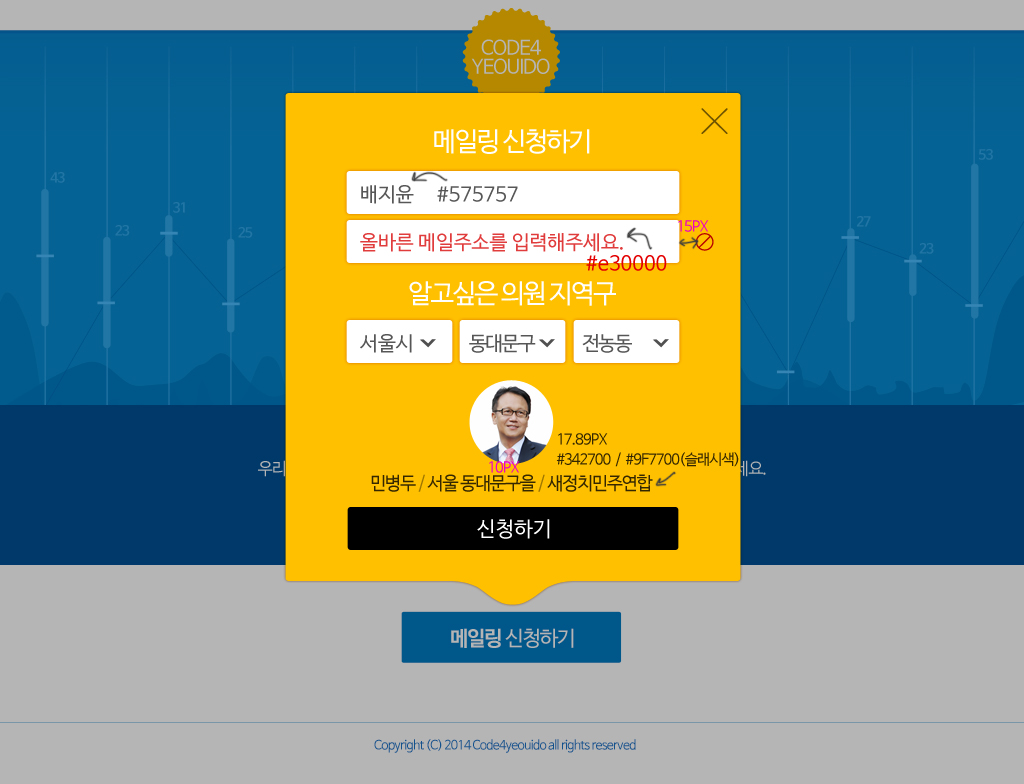 CODE4
YEOUIDO
43
23
31
25
27
23
53
메일링 신청하기
배지윤 #575757
올바른 메일주소를 입력해주세요.
15PX
#e30000
알고싶은 의원 지역구
서울시 동대문구 전농동
17.89PX
#342700 / #9F7700(슬래시색)
10PX
우리 세요.
민병두 / 서울 동대문구을 / 새정치민주연합
신청하기
메일링 신청하기
Copyright (C) 2014 Code4yeouido all rights reserved